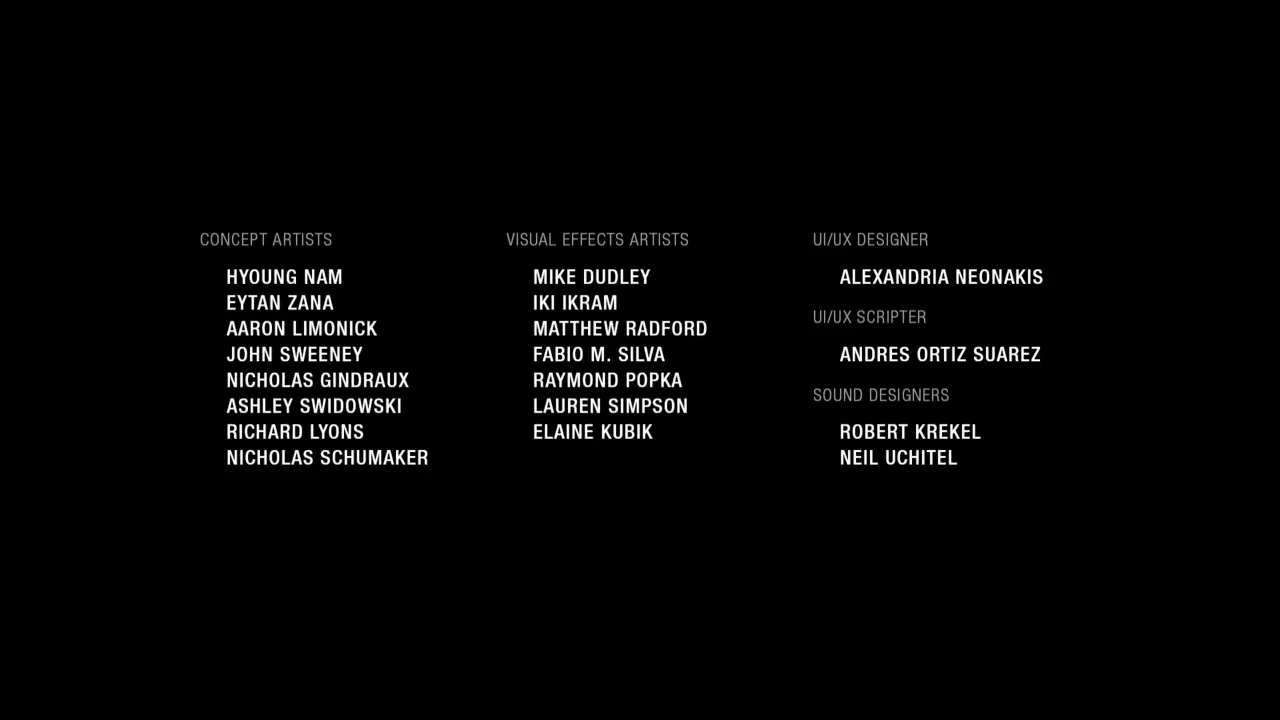 CONCEPT ARTISTS
HYOUNG NAM
EYTAN ZANA
AARON LIMONICK
JOHN SWEENEY
NICHOLAS GINDRAUX
ASHLEY SWIDOWSKI
RICHARD LYONS
NICHOLAS SCHUMAKER
VISUAL EFFECTS ARTISTS
MIKE DUDLEY
IKI IKRAM
MATTHEW RADFORD
FABIO M. SILVA
RAYMOND POPKA
LAUREN SIMPSON
ELAINE KUBIK
UI/UX DESIGNER
ALEXANDRIA NEONAKIS
UI/UX SCRIPTER
ANDRES ORTIZ SUAREZ
SOUND DESIGNERS
ROBERT KREKEL
NEIL UCHITEL